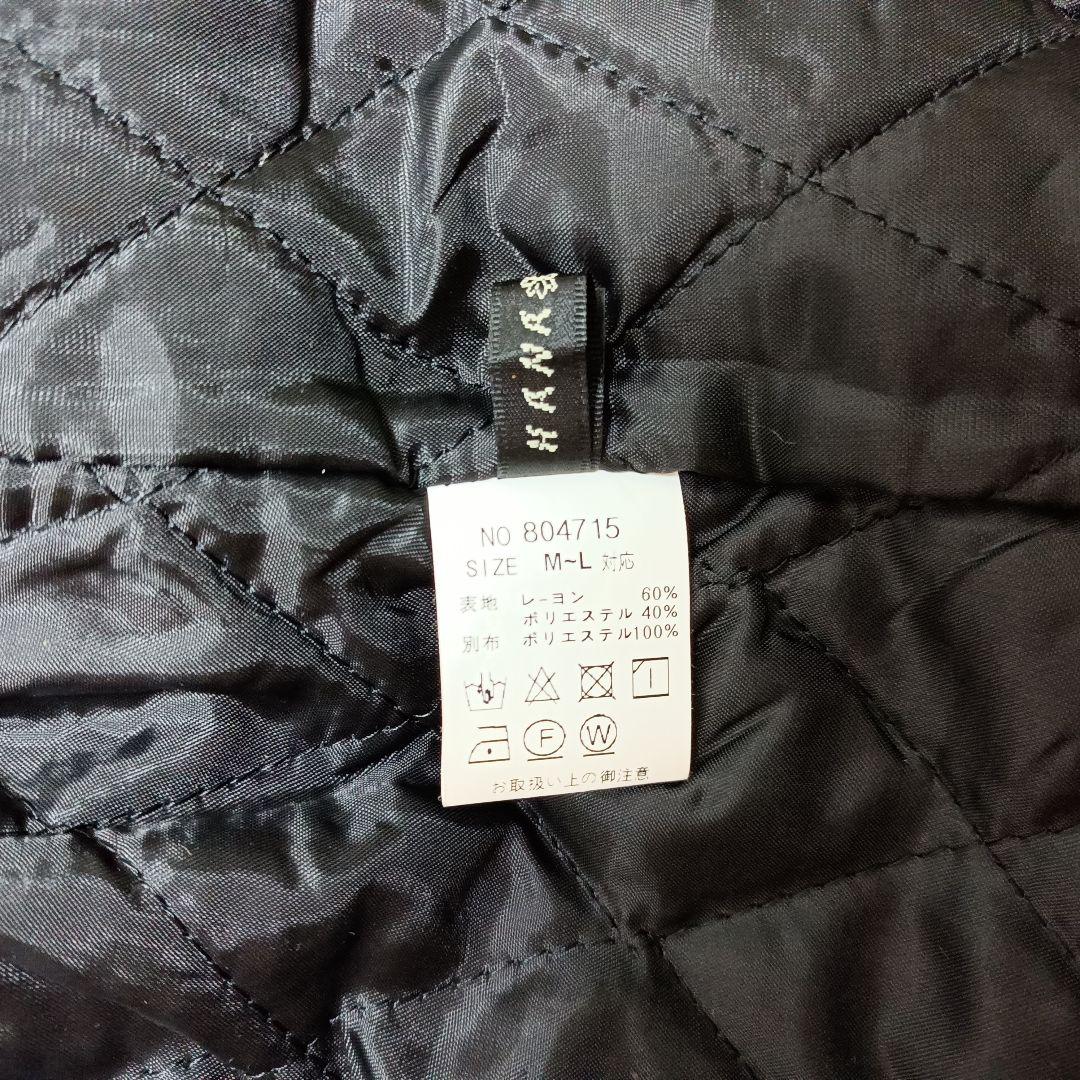 HANA
NO 804715
SIZE M~L 対応
表地 レーヨン 60%
ポリエステル 40%
別布 ポリエステル100%
F W
お取扱い上の御注意